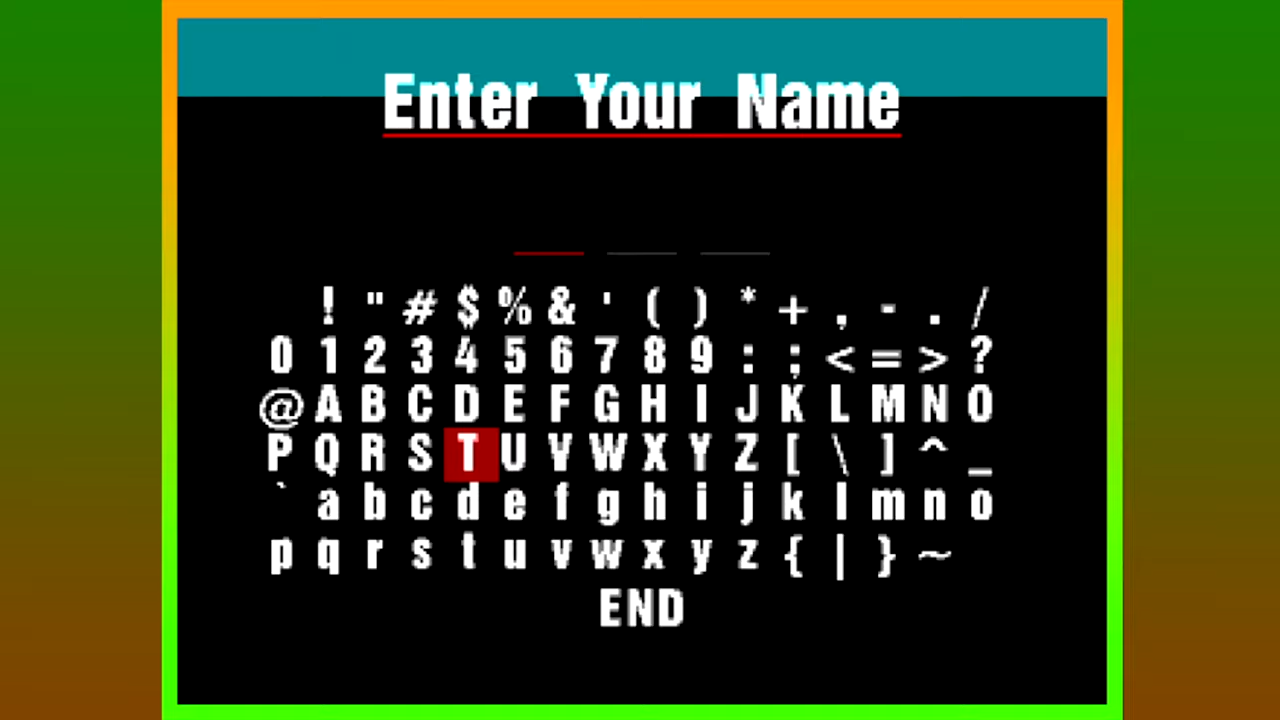 Enter Your Name
! " # $ % & ' ( ) * + , - . /
0 1 2 3 4 5 6 7 8 9 : ; < = > ?
@ A B C D E F G H I J K L M N O
P Q R S T U V W X Y Z [ \ ] ^ _
` a b c d e f g h i j k l m n o
p q r s t u v w x y z { | } ~
END